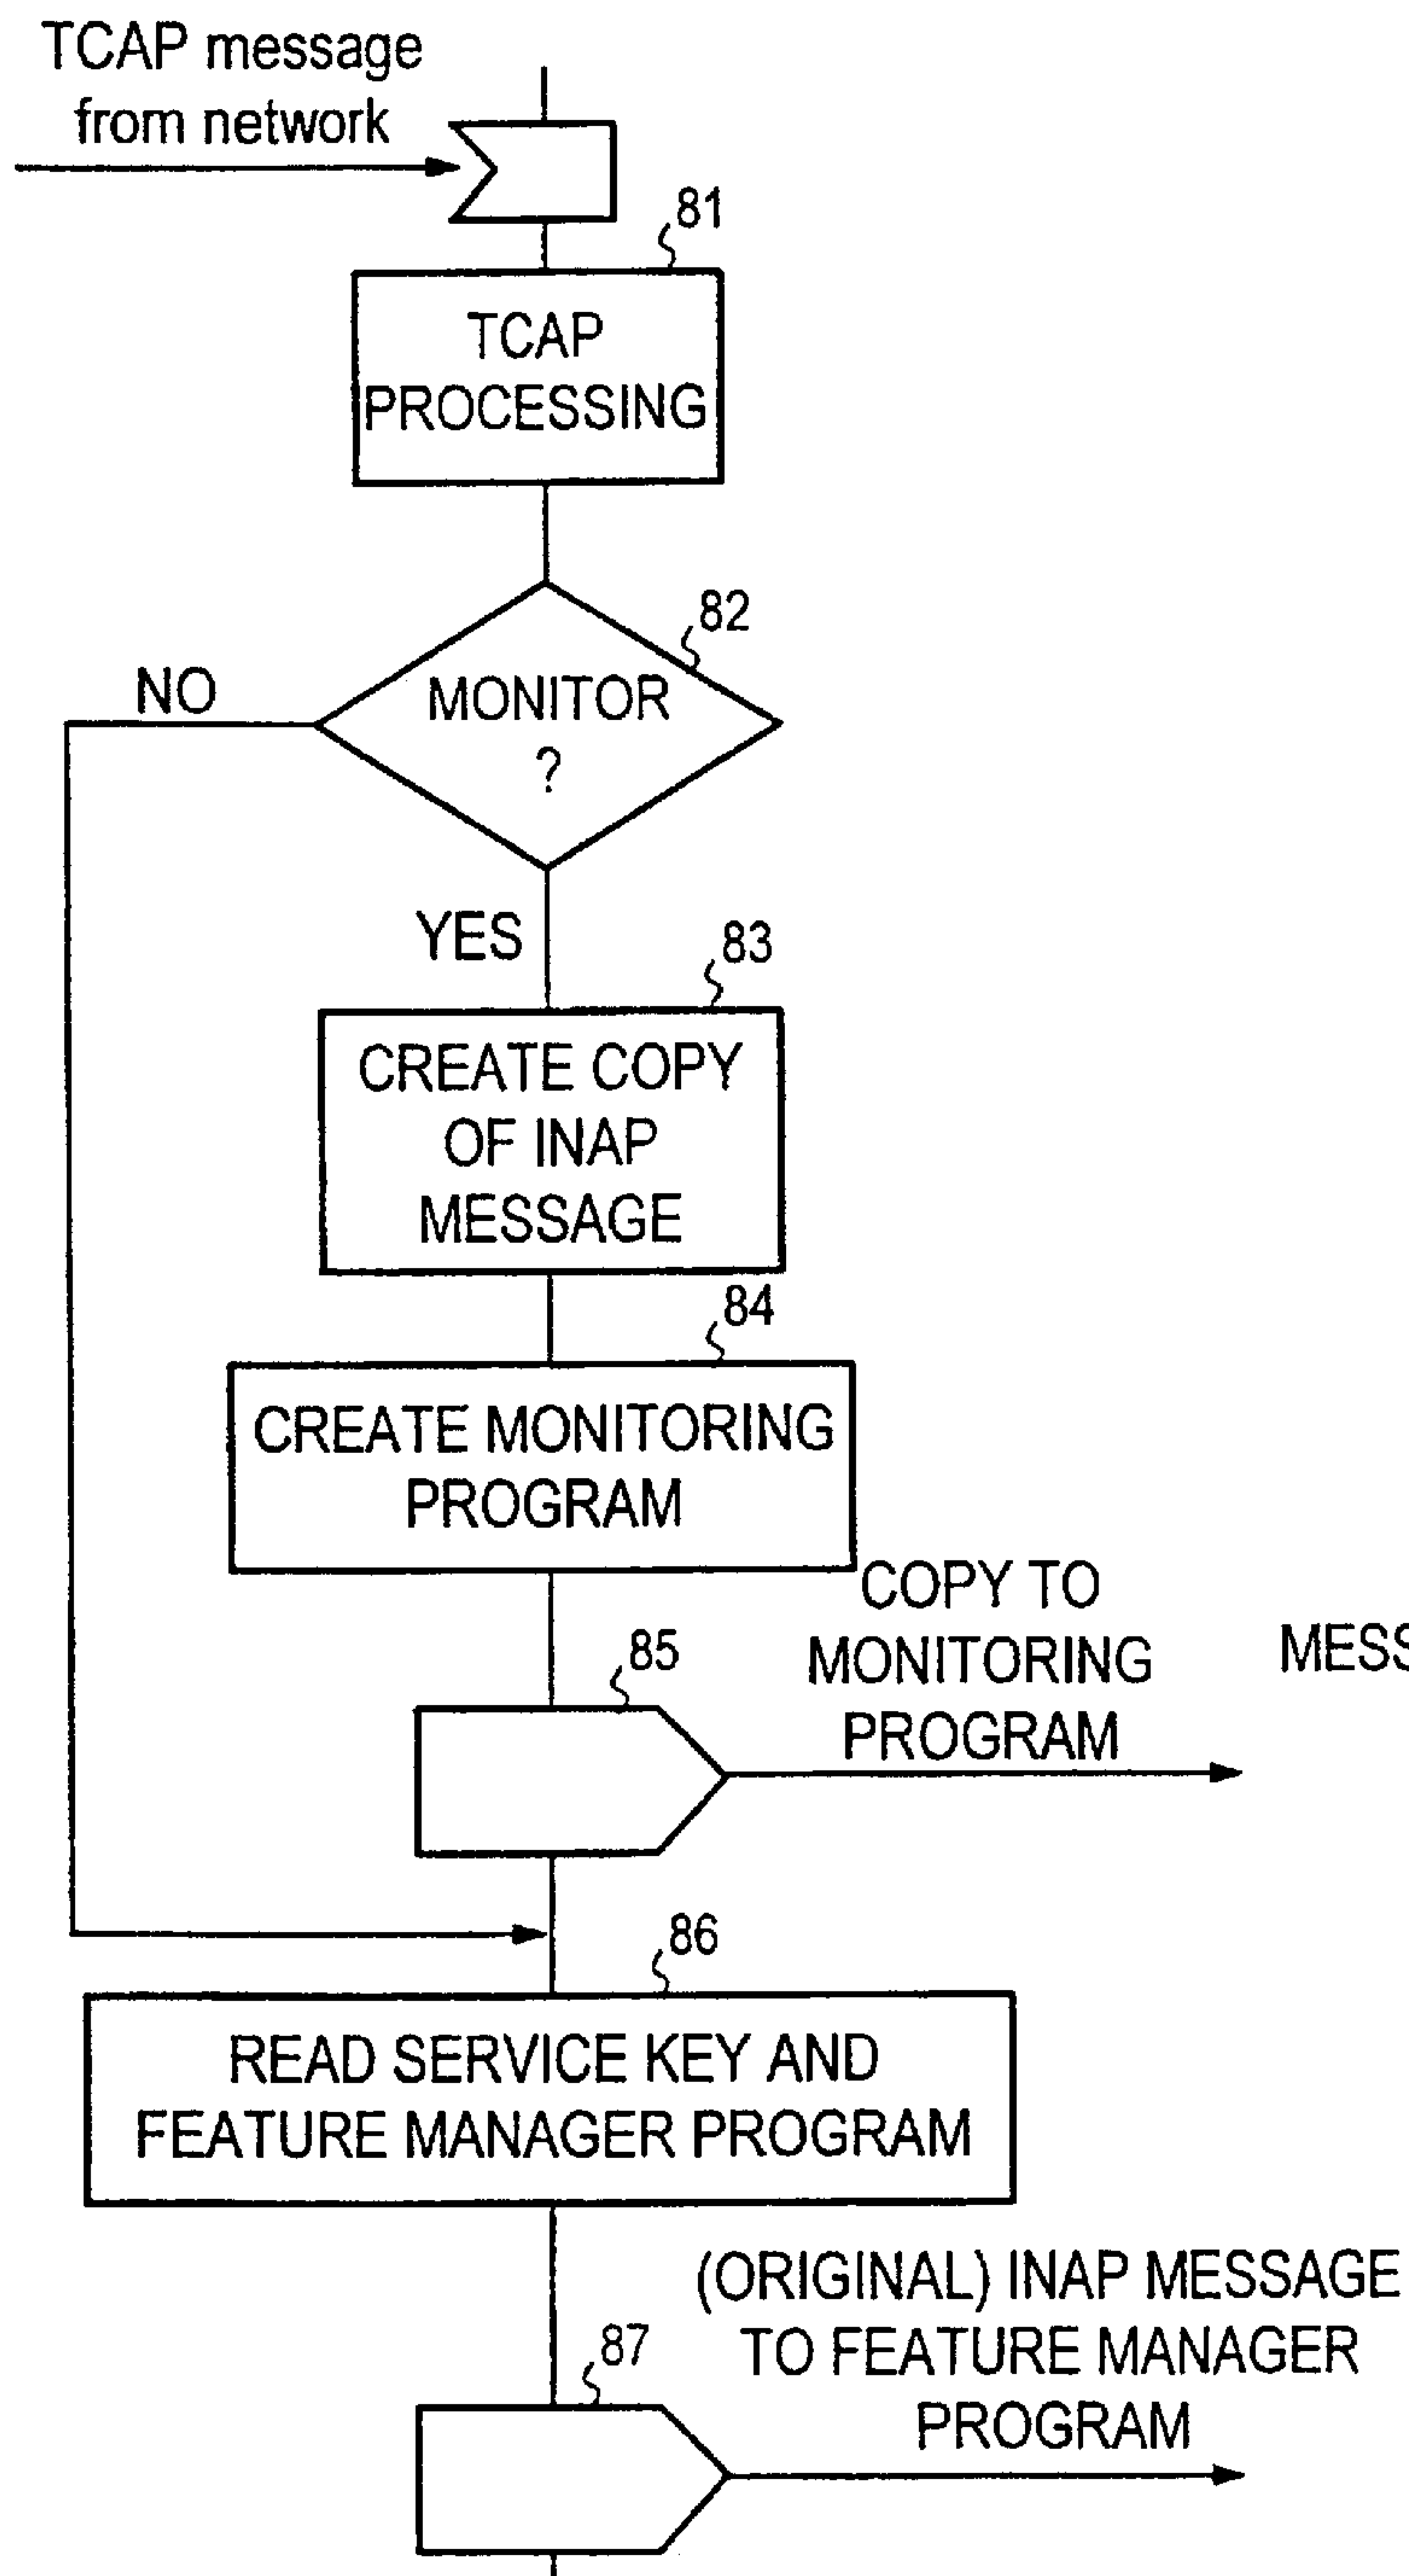 TCAP message
from network
81
TCAP
PROCESSING
82
NO
MONITOR
?
YES
83
CREATE COPY
OF INAP
MESSAGE
84
CREATE MONITORING
PROGRAM
COPY TO
MONITORING
PROGRAM
MESS
85
86
READ SERVICE KEY AND
FEATURE MANAGER PROGRAM
(ORIGINAL) INAP MESSAGE
TO FEATURE MANAGER
PROGRAM
87